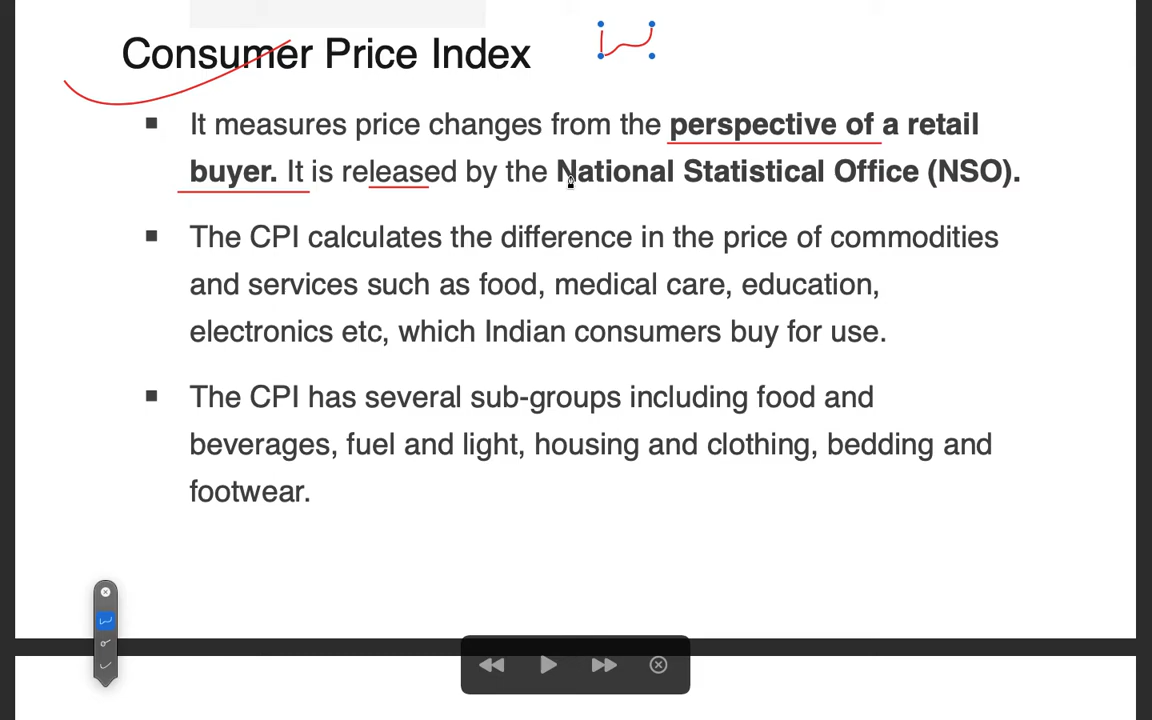 Consumer Price Index
▪ It measures price changes from the perspective of a retail
buyer. It is released by the National Statistical Office (NSO).
▪ The CPI calculates the difference in the price of commodities
and services such as food, medical care, education,
electronics etc, which Indian consumers buy for use.
▪ The CPI has several sub-groups including food and
beverages, fuel and light, housing and clothing, bedding and
footwear.